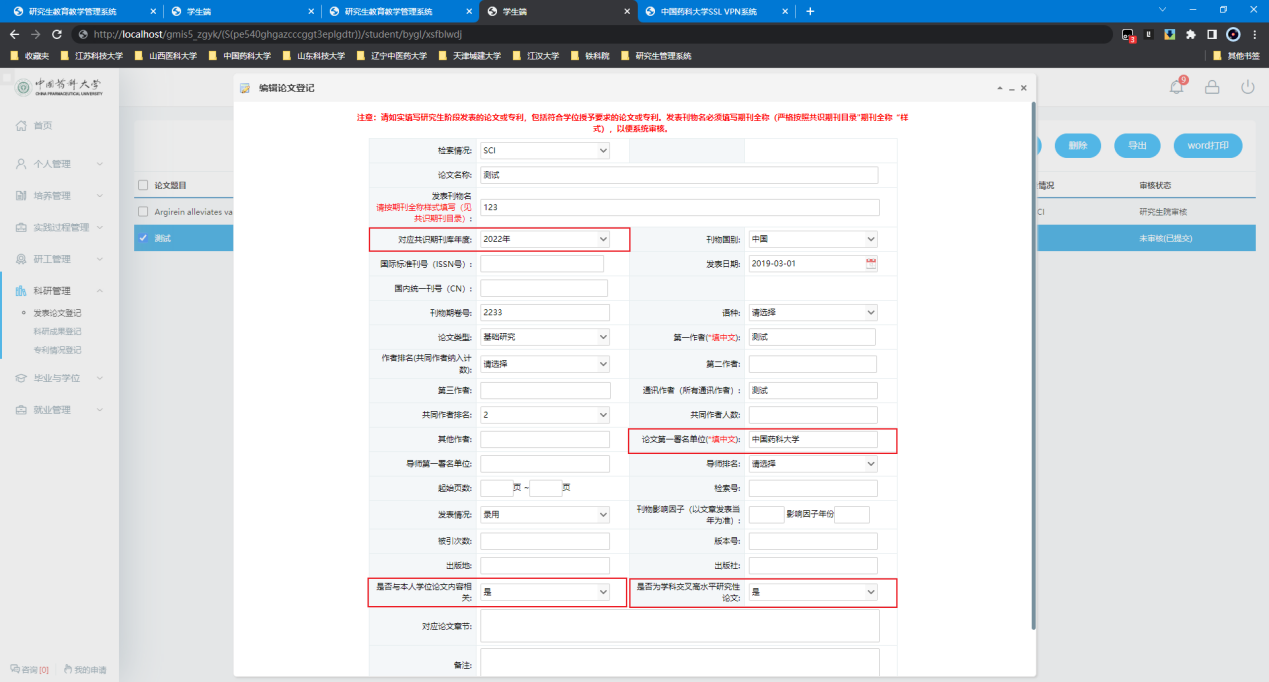 研究生教育教学管理系统
学生端
研究生教育教学管理系统
学生端
中国药科大学SSL VPN系统
http://localhost/gmis5_zgyk/(S(pe540ghgazcccggt3eplgdtr))/student/bygl/xsfblwdj
3
收藏夹 江苏科技大学 山西医科大学 中国药科大学 山东科技大学 辽宁中医药大学 天津城建大学 江汉大学 铁科院 研究生管理系统 其他书签
中国药科大学
CHINA PHARMACEUTICAL UNIVERSITY
9
首页
个人管理
培养管理
实践过程管理
研工管理
科研管理
发表论文登记
科研成果登记
专利情况登记
毕业与学位
就业管理
咨询[0] 我的申请
论文题目
Argirein alleviates va
测试
删除 导出 word打印
情况 审核状态
CI 研究生院审核
未审核(已提交)
编辑论文登记
注意：请如实填写研究生阶段发表的论文或专利，包括符合学位授予要求的论文或专利。发表刊物名必须填写期刊全称（严格按照共识期刊目录"期刊全称 "样
式），以便系统审核。
检索情况: SCI
论文名称: 测试
发表刊物名
请按期刊全称样式填写（见
共识期刊目录）: 123
对应共识期刊库年度: 2022年 刊物国别: 中国
国际标准刊号（ISSN号）: 发表日期: 2019-03-01
国内统一刊号（CN）:
刊物期卷号: 2233 语种: 请选择
论文类型: 基础研究 第一作者(*填中文): 测试
作者排名(共同作者纳入计
数): 请选择 第二作者:
第三作者: 通讯作者（所有通讯作者）: 测试
共同作者排名: 2 共同作者人数:
其他作者: 论文第一署名单位(*填中文): 中国药科大学
导师第一署名单位: 导师排名: 请选择
起始页数: 页 ~ 页 检索号:
发表情况: 录用 刊物影响因子（以文章发表当
年为准）: 影响因子年份
被引次数: 版本号:
出版地: 出版社:
是否与本人学位论文内容相
关: 是 是否为学科交叉高水平研究性
论文: 是
对应论文章节:
备注: